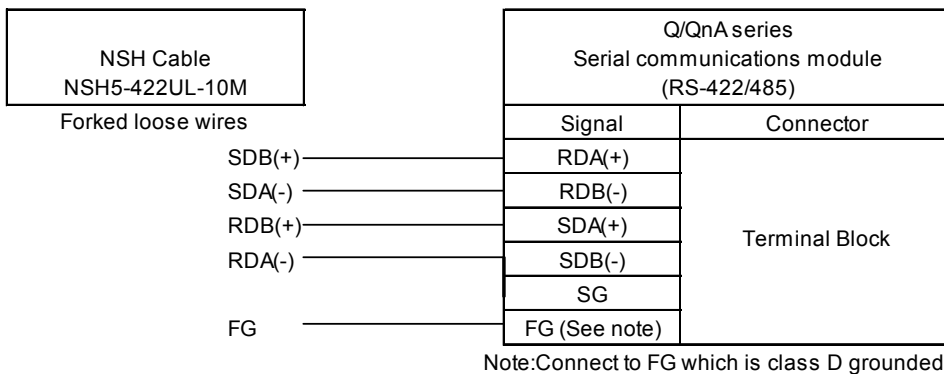 NSH Cable
NSH5-422UL-10M
Forked loose wires
Q/QnA series
Serial communications module
(RS-422/485)
Signal Connector
SDB(+) RDA(+)
SDA(-) RDB(-)
RDB(+) SDA(+)
Terminal Block
RDA(-) SDB(-)
SG
FG FG (See note)
Note:Connect to FG which is class D grounded